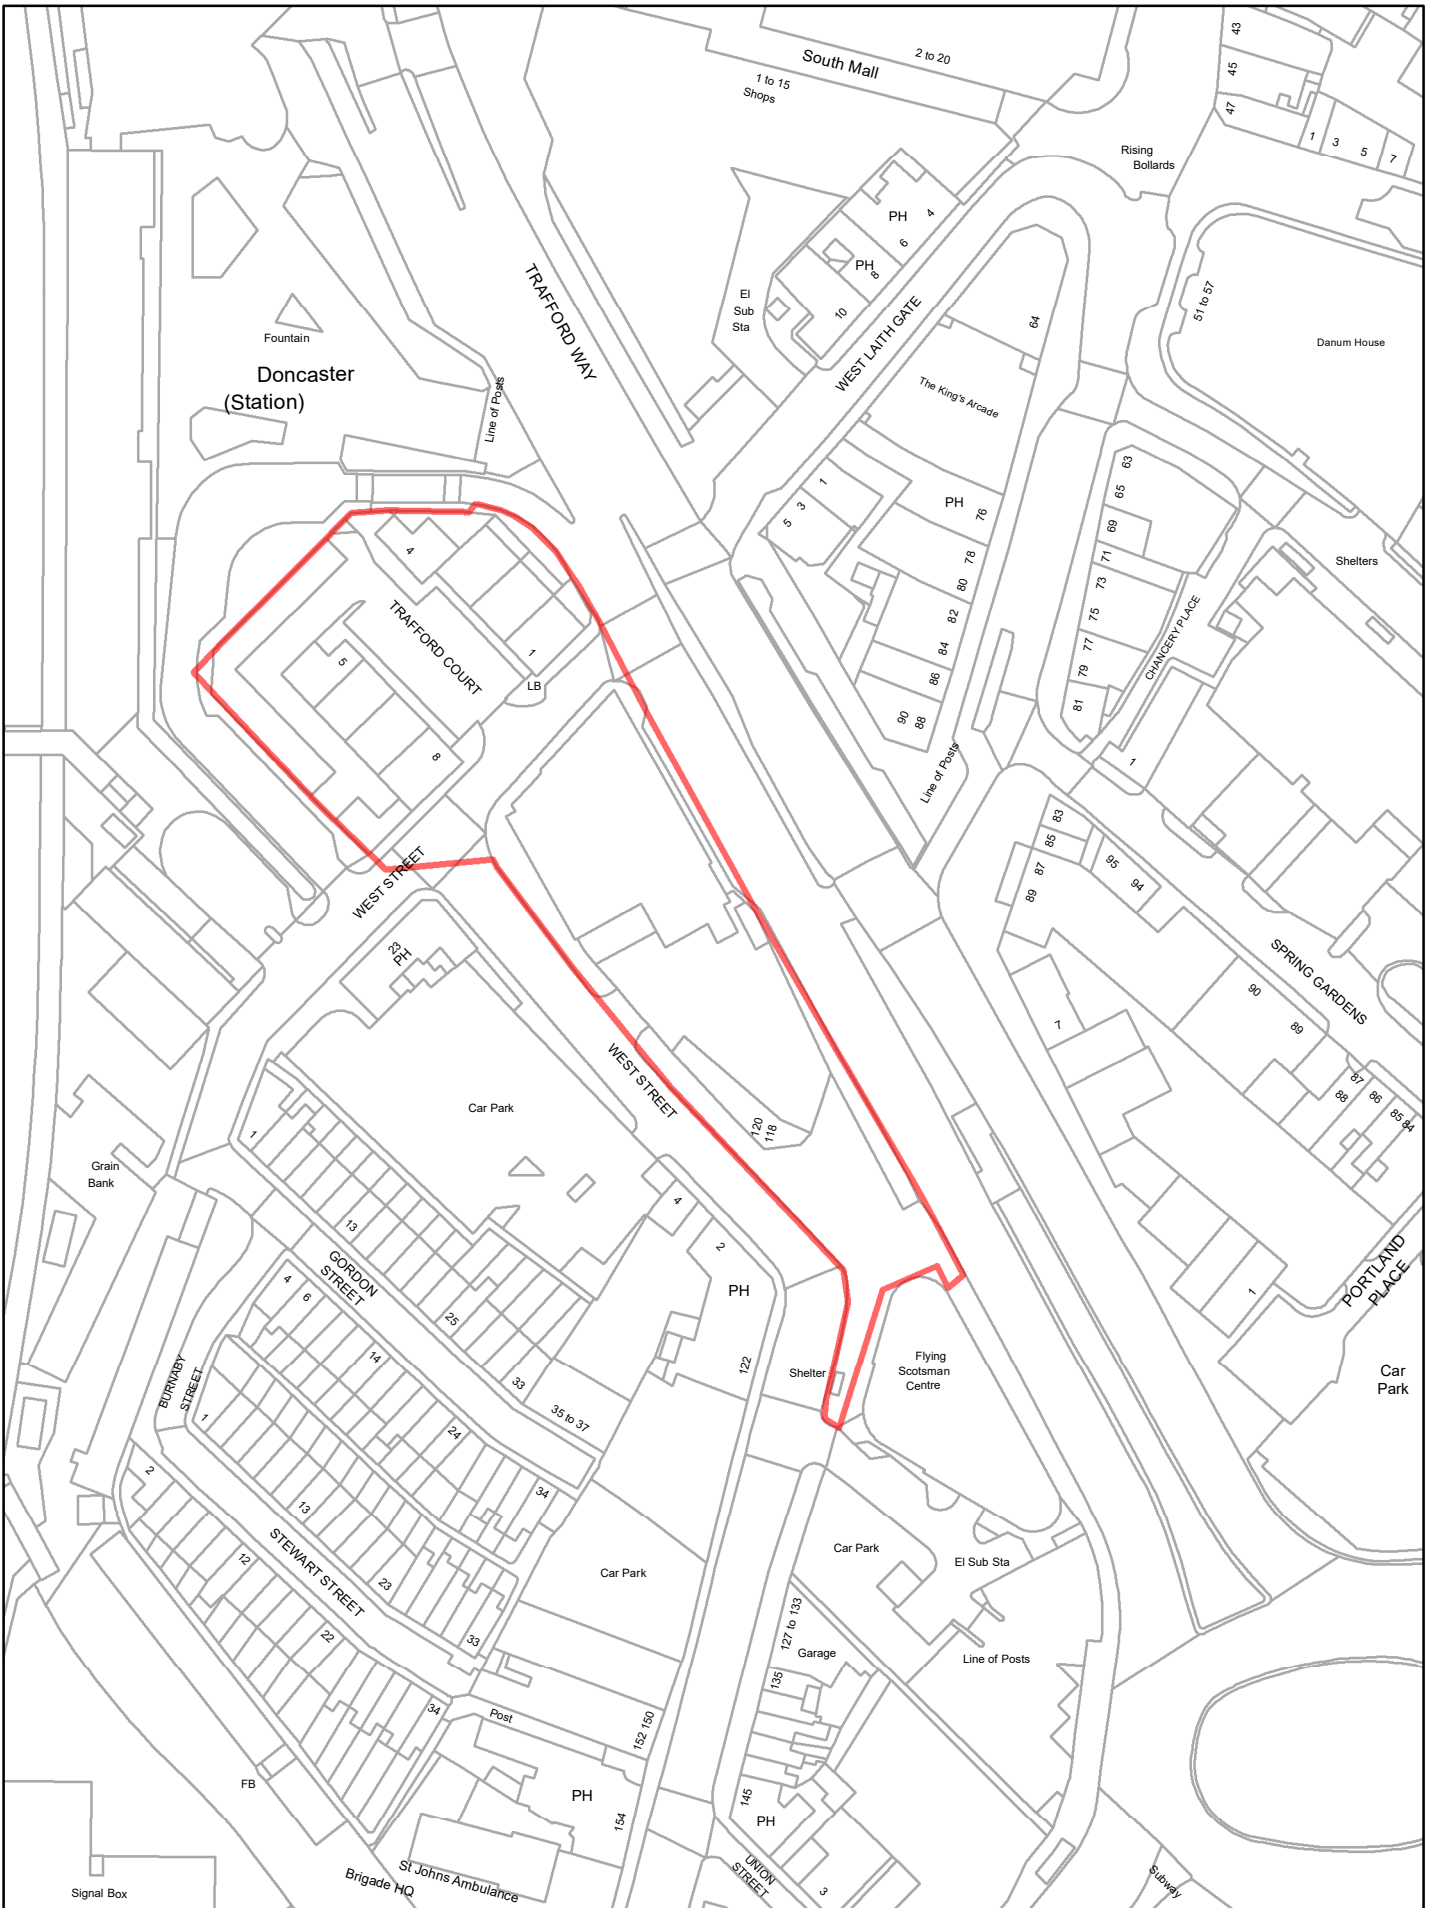 South Mall
2 to 20
1 to 15
Shops
43
45
47
1
3
5
7
Rising
Bollards
PH
4
6
PH
8
10
El
Sub
Sta
TRAFFORD WAY
WEST LAITH GATE
64
51 to 57
Danum House
Fountain
Doncaster
(Station)
Line of Posts
The King's Arcade
1
3
5
PH
76
78
80
82
84
86
88
90
Line of Posts
63
65
69
71
73
75
77
79
81
CHANCERY PLACE
1
Shelters
4
TRAFFORD COURT
5
1
LB
8
83
85
87
89
95
94
SPRING GARDENS
90
89
87
88
86
85
84
7
WEST STREET
23
PH
WEST STREET
120
118
Car Park
1
13
GORDON
STREET
25
33
35 to 37
4
2
PH
122
Shelter
Flying
Scotsman
Centre
PORTLAND
PLACE
1
Car
Park
Grain
Bank
4
6
14
24
34
BURNABY
STREET
1
13
23
33
2
12
22
34
STEWART STREET
Car Park
Car Park
El Sub Sta
127 to 133
Garage
135
Line of Posts
Post
152 150
154
PH
145
PH
UNION
STREET
3
Subway
FB
Signal Box
St Johns Ambulance
Brigade HQ